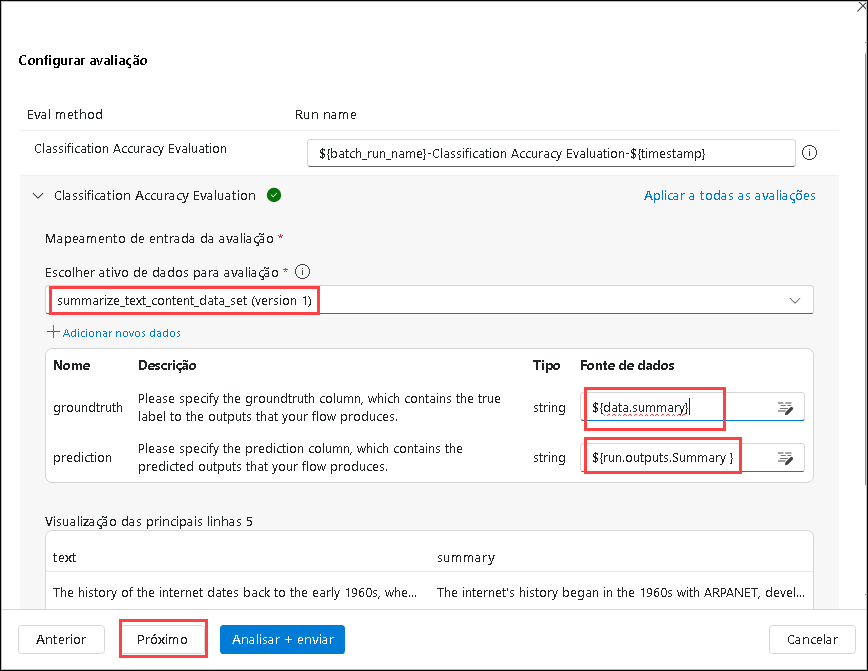 Configurar avaliação
Eval method Run name
Classification Accuracy Evaluation ${batch_run_name}-Classification Accuracy Evaluation-${timestamp}
Classification Accuracy Evaluation Aplicar a todas as avaliações
Mapeamento de entrada da avaliação *
Escolher ativo de dados para avaliação *
summarize_text_content_data_set (version 1)
Adicionar novos dados
Nome Descrição Tipo Fonte de dados
Please specify the groundtruth column, which contains the true
groundtruth string ${data.summary}
label to the outputs that your flow produces.
Please specify the prediction column, which contains the
prediction string ${run.outputs.Summary }
predicted outputs that your flow produces.
Visualização das principais linhas 5
text summary
The history of the internet dates back to the early 1960s, whe... The internet's history began in the 1960s with ARPANET, devel...
Anterior Próximo Analisar + enviar Cancelar